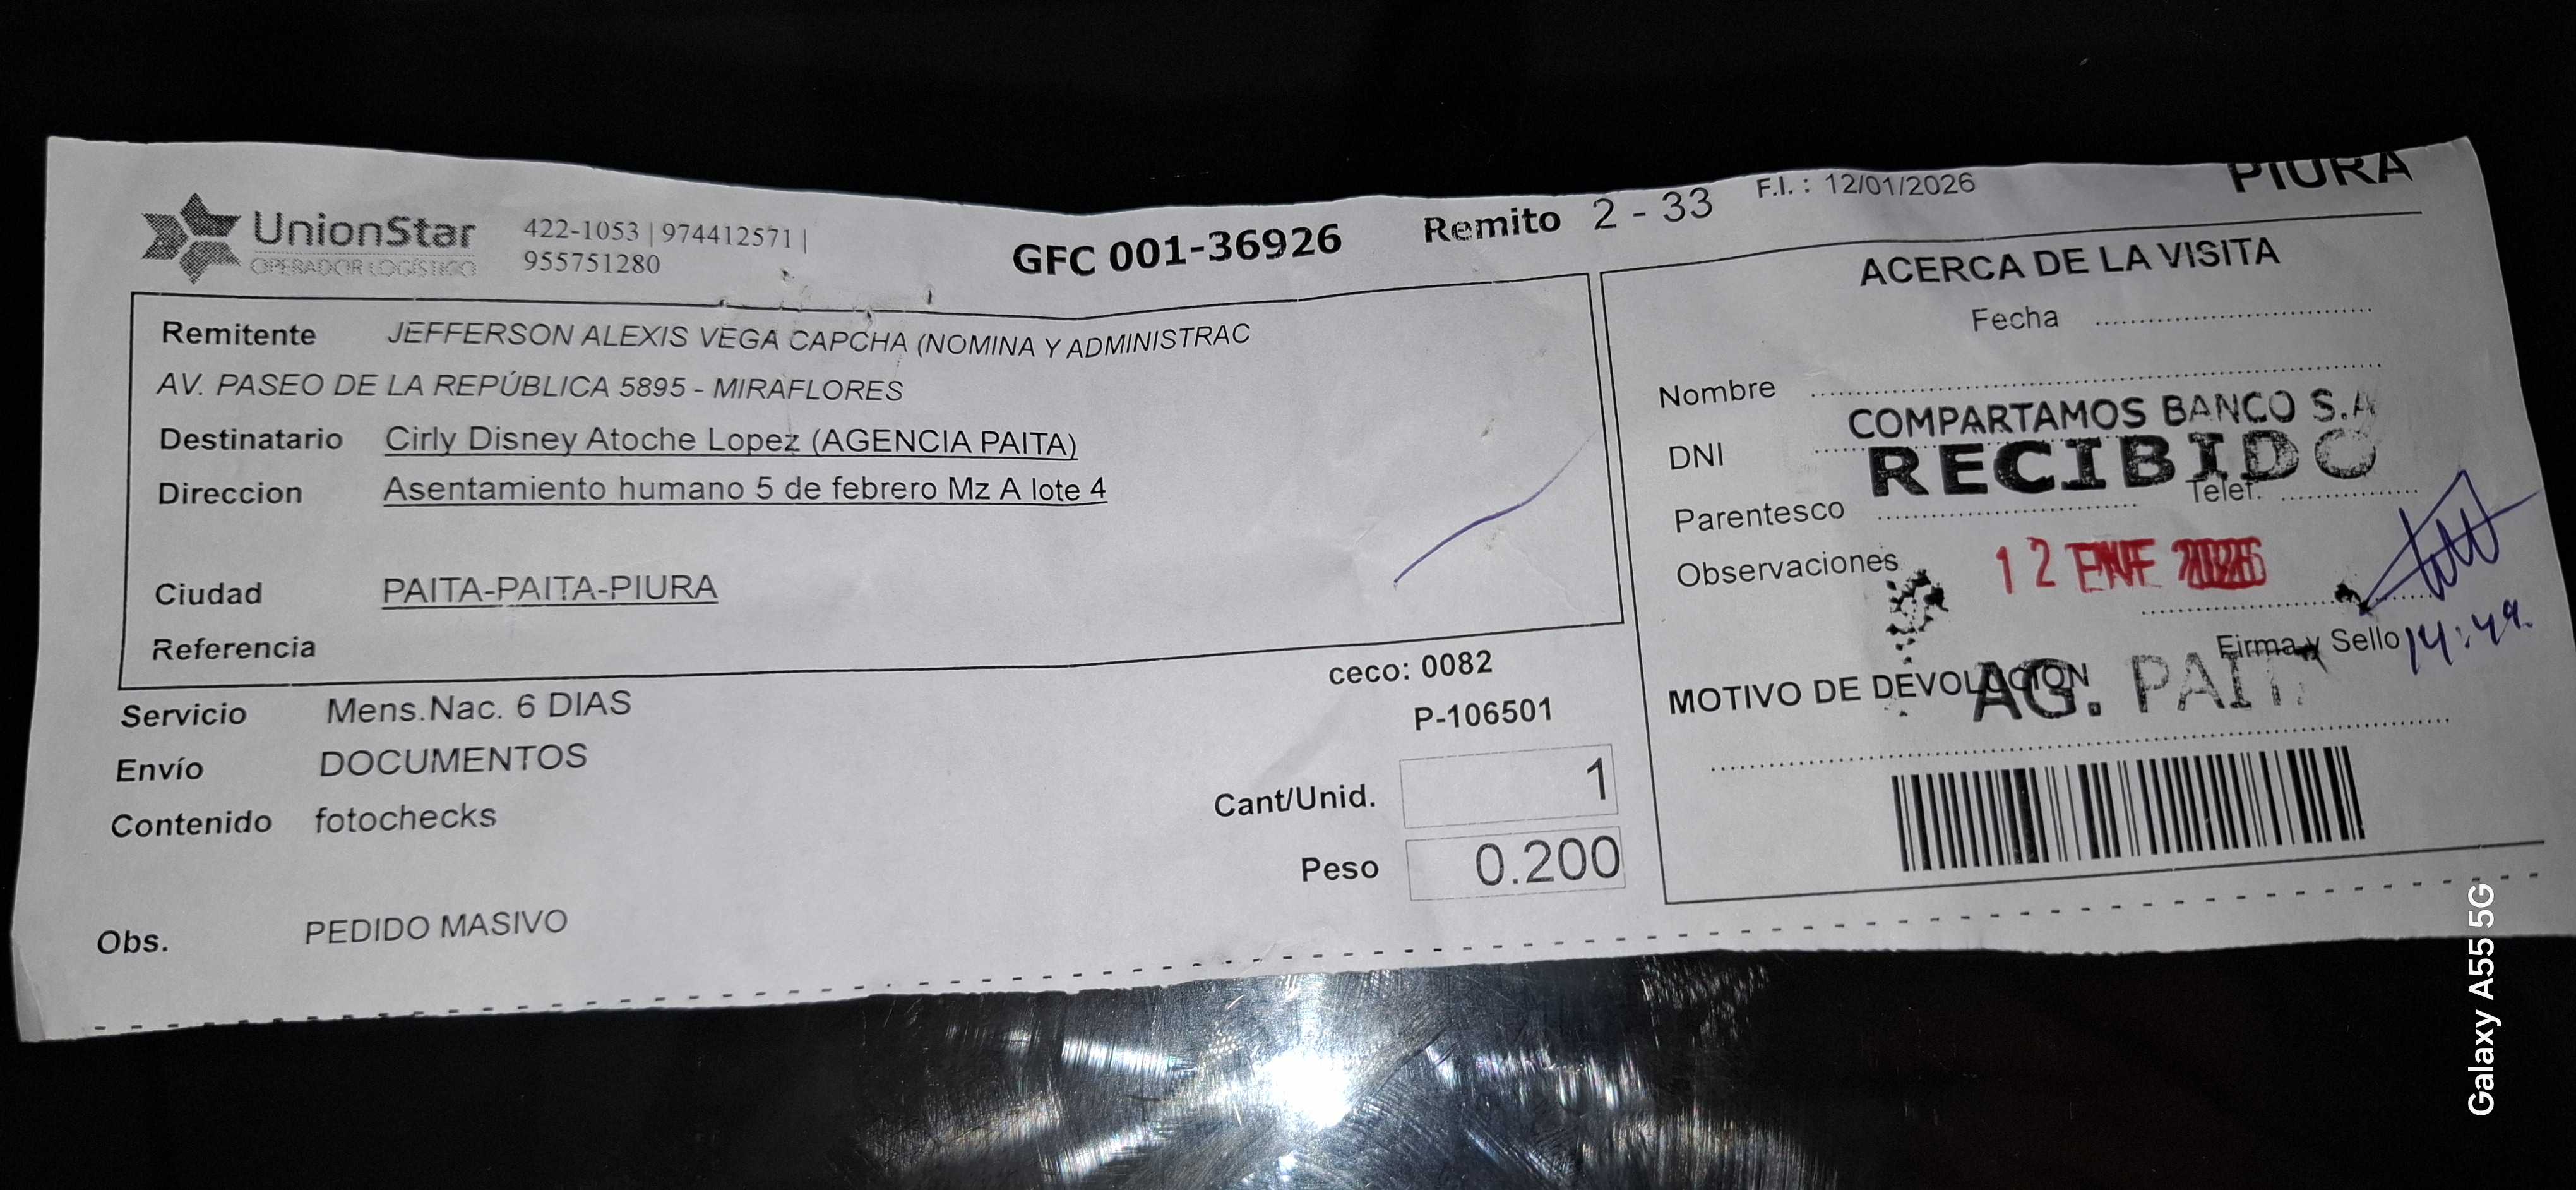 UnionStar
OPERADOR LOGÍSTICO
422-1053 | 974412571 |
955751280
GFC 001-36926
Remito 2 - 33
F.I. : 12/01/2026
PIURA
Remitente JEFFERSON ALEXIS VEGA CAPCHA (NOMINA Y ADMINISTRAC
AV. PASEO DE LA REPÚBLICA 5895 - MIRAFLORES
Destinatario Cirly Disney Atoche Lopez (AGENCIA PAITA)
Direccion Asentamiento humano 5 de febrero Mz A lote 4
Ciudad PAITA-PAITA-PIURA
Referencia
Servicio Mens.Nac. 6 DIAS
Envío DOCUMENTOS
Contenido fotochecks
Obs. PEDIDO MASIVO
ceco: 0082
P-106501
Cant/Unid. 1
Peso 0.200
ACERCA DE LA VISITA
Fecha
Nombre
COMPARTAMOS BANCO S.A
DNI
RECIBIDO
Parentesco Telef.
Observaciones
12 ENE 2026
Firma y Sello
14:49
MOTIVO DE DEVOLUCION
AG. PAITA
Galaxy A55 5G